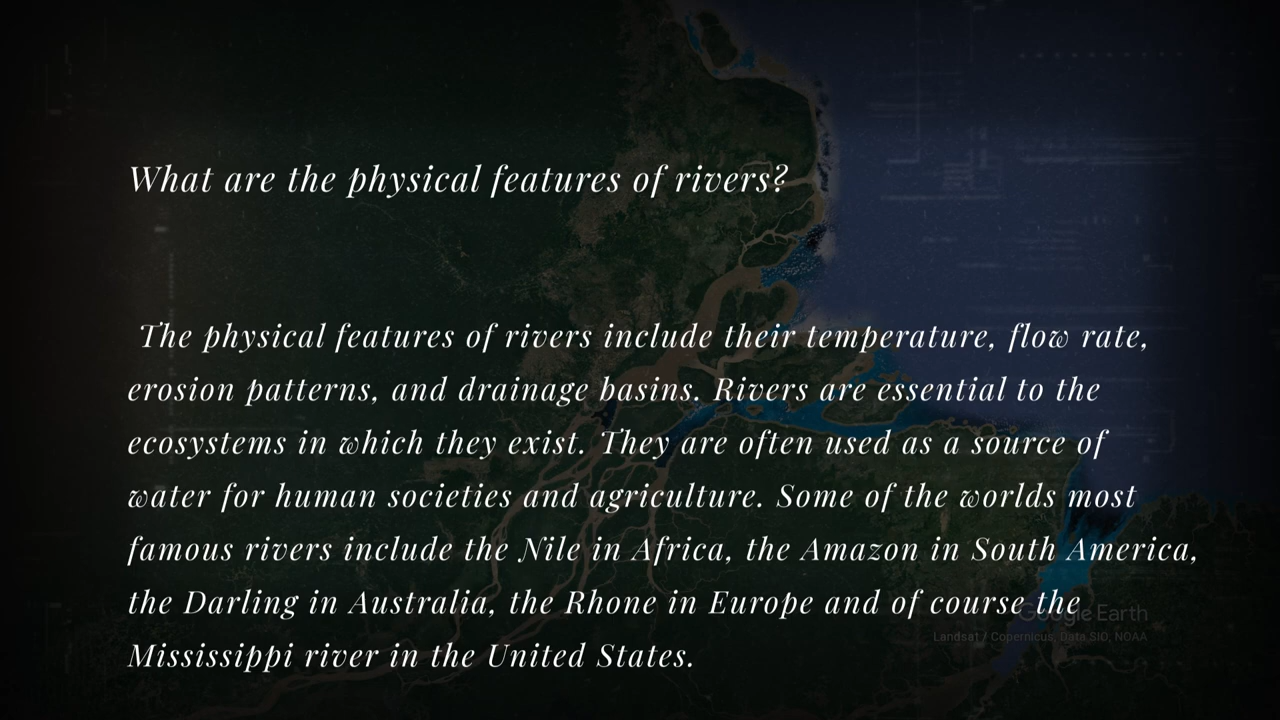 What are the physical features of rivers?
The physical features of rivers include their temperature, flow rate,
erosion patterns, and drainage basins. Rivers are essential to the
ecosystems in which they exist. They are often used as a source of
water for human societies and agriculture. Some of the worlds most
famous rivers include the Nile in Africa, the Amazon in South America,
the Darling in Australia, the Rhone in Europe and of course the
Google Earth
Landsat / Copernicus, Data SIO, NOAA
Mississippi river in the United States.